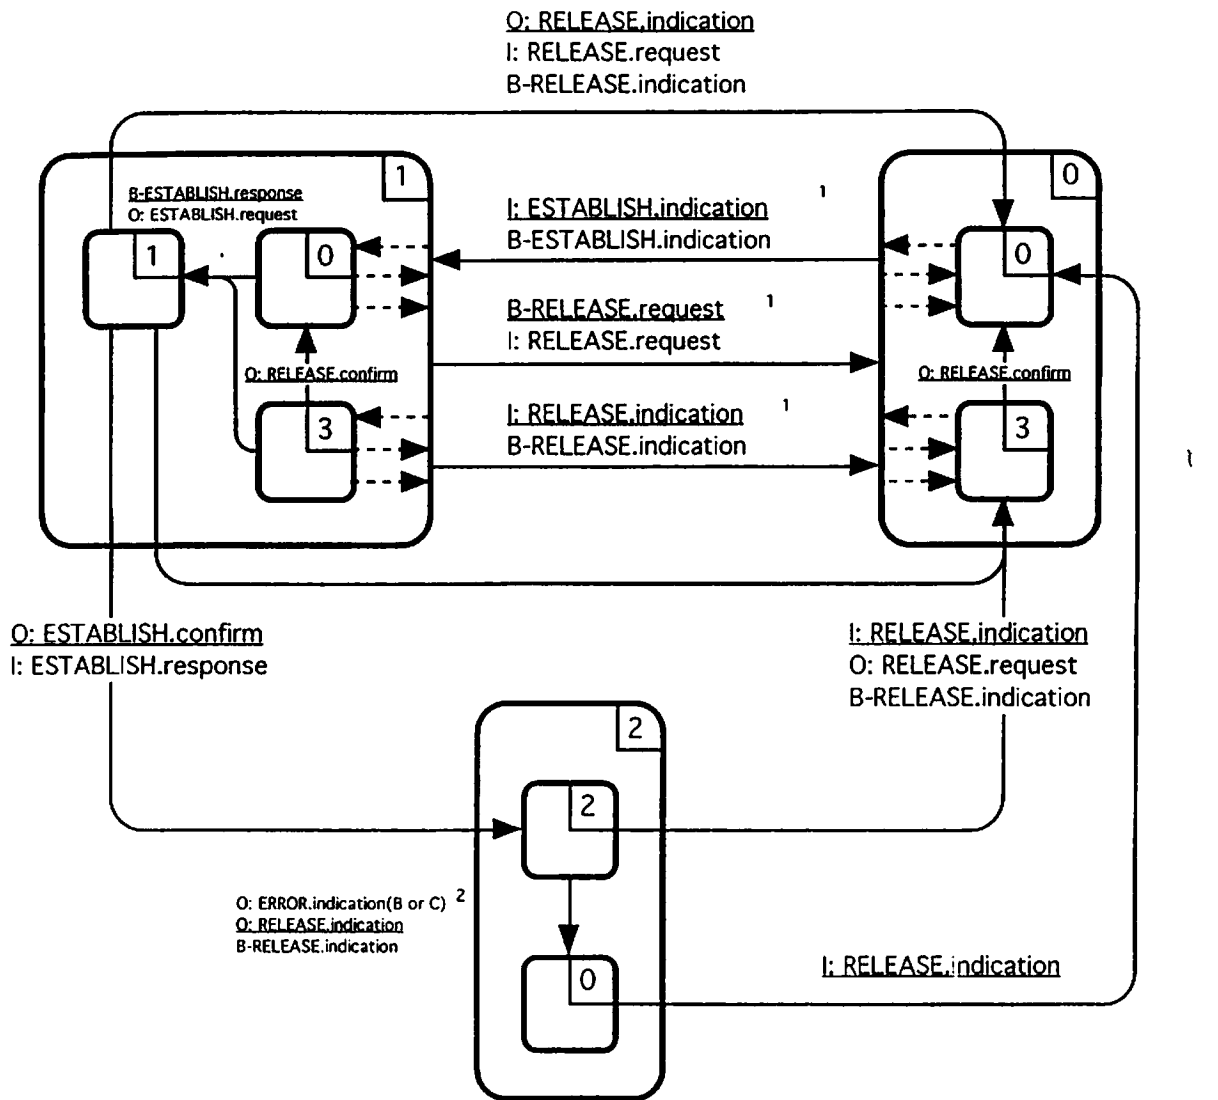 O: RELEASE.indication
I: RELEASE.request
B-RELEASE.indication
1
0
B-ESTABLISH.response
O: ESTABLISH.request
I: ESTABLISH.indication 1
B-ESTABLISH.indication
1
0
0
B-RELEASE.request 1
I: RELEASE.request
O: RELEASE.confirm
O: RELEASE.confirm
I: RELEASE.indication 1
B-RELEASE.indication
3
3
O: ESTABLISH.confirm
I: ESTABLISH.response
I: RELEASE.indication
O: RELEASE.request
B-RELEASE.indication
2
2
O: ERROR.indication(B or C) 2
O: RELEASE.indication
B-RELEASE.indication
I: RELEASE.indication
0